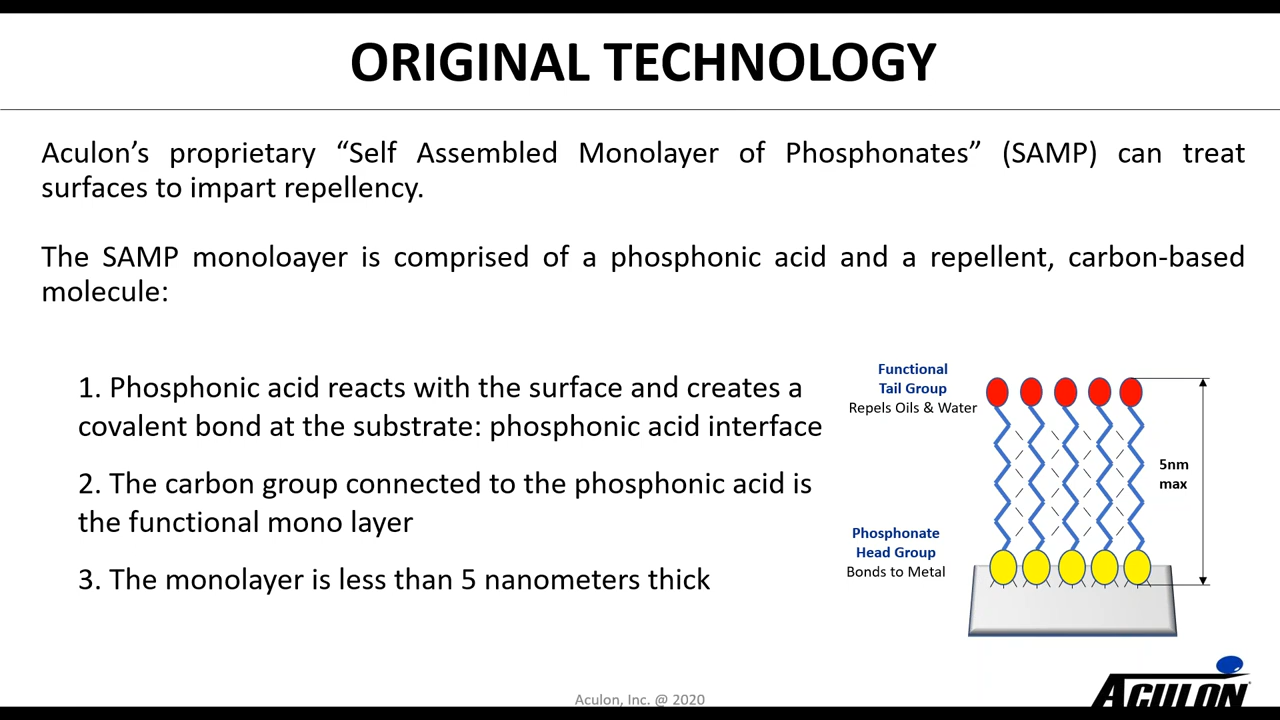 ORIGINAL TECHNOLOGY
Aculon’s proprietary “Self Assembled Monolayer of Phosphonates” (SAMP) can treat
surfaces to impart repellency.
The SAMP monoloayer is comprised of a phosphonic acid and a repellent, carbon-based
molecule:
1. Phosphonic acid reacts with the surface and creates a
covalent bond at the substrate: phosphonic acid interface
2. The carbon group connected to the phosphonic acid is
the functional mono layer
3. The monolayer is less than 5 nanometers thick
Functional
Tail Group
Repels Oils & Water
5nm
max
Phosphonate
Head Group
Bonds to Metal
Aculon, Inc. @ 2020
ACULON